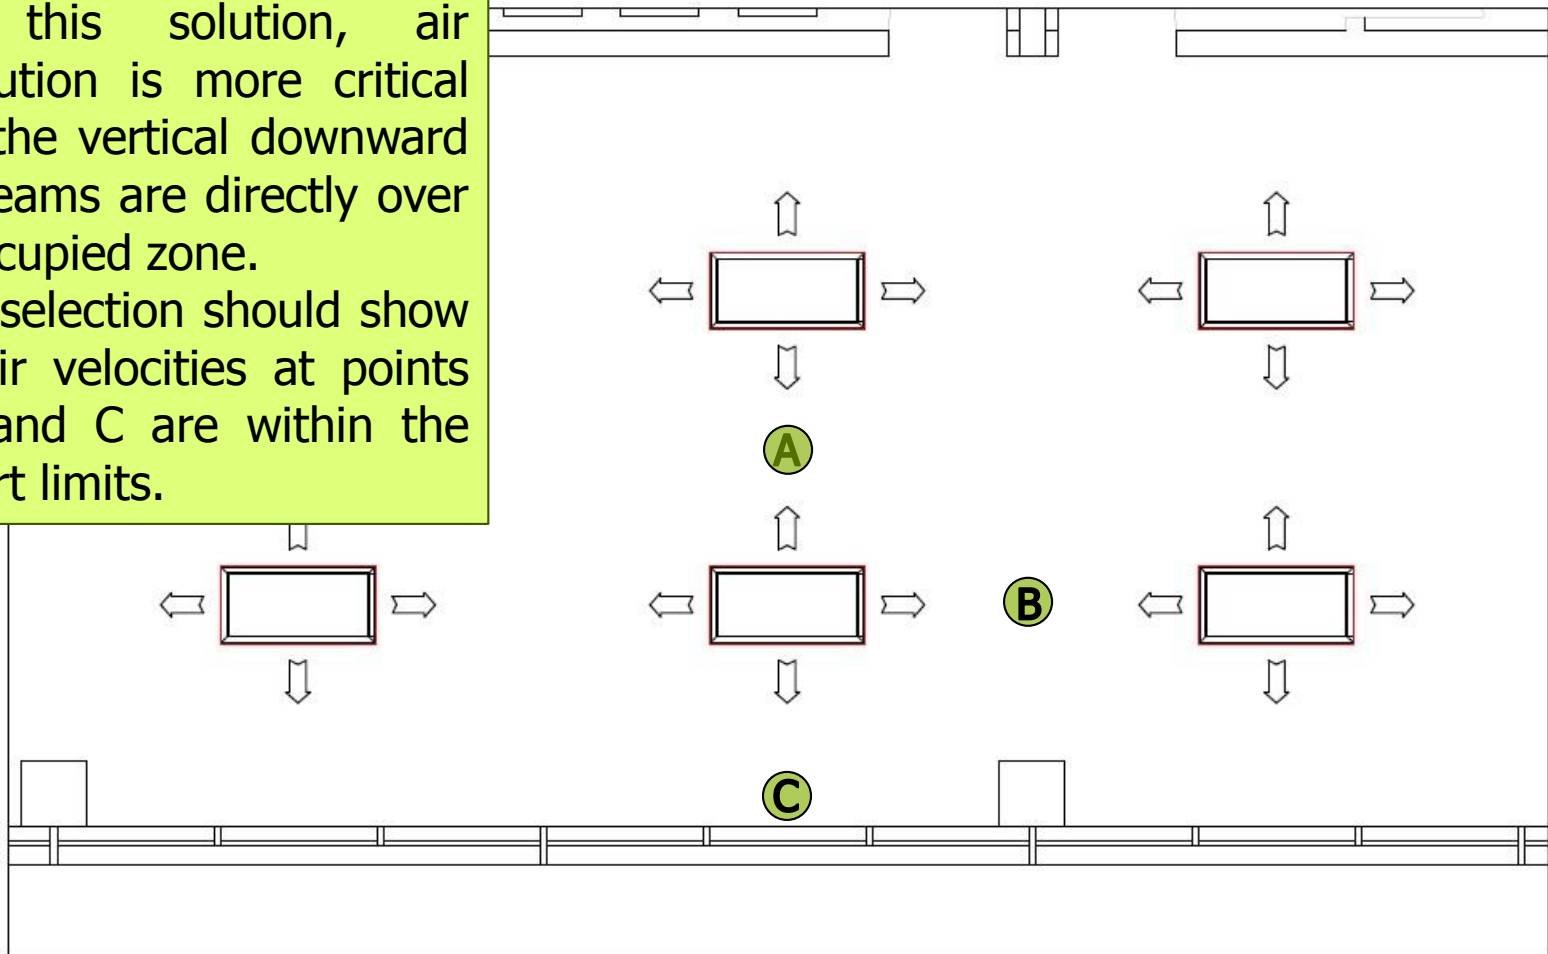 this solution, air
ution is more critical
the vertical downward
eams are directly over
cupied zone.
selection should show
ir velocities at points
and C are within the
rt limits.
A
B
C